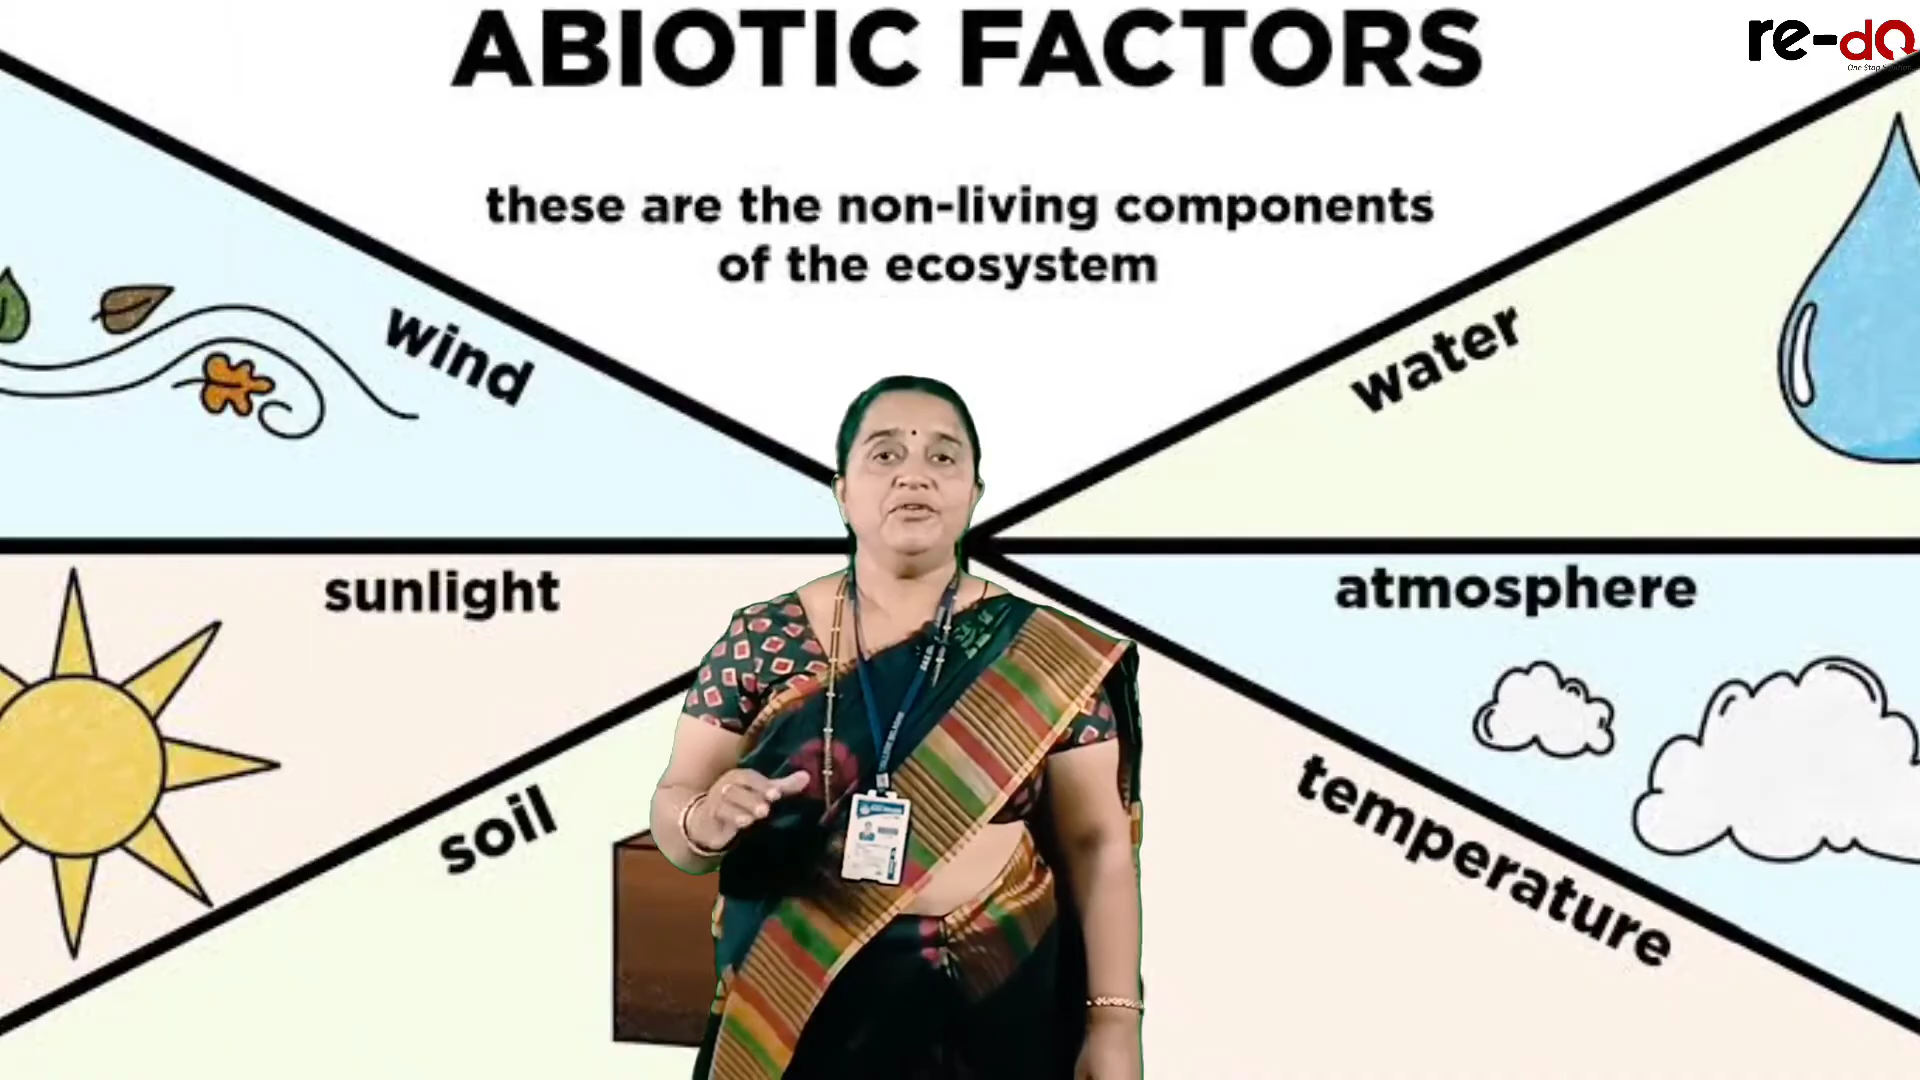 ABIOTIC FACTORS
re-do
these are the non-living components
of the ecosystem
wind
water
sunlight
atmosphere
soil
temperature